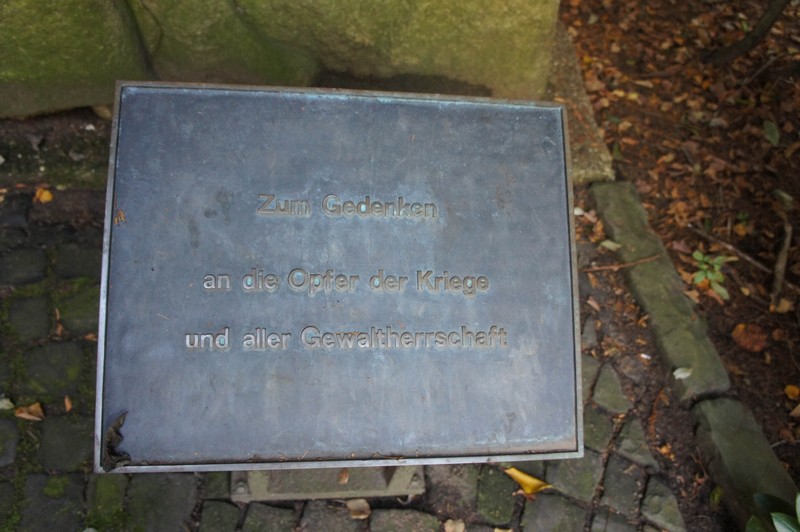 Zum Gedenken
an die Opfer der Kriege
und aller Gewaltherrschaft